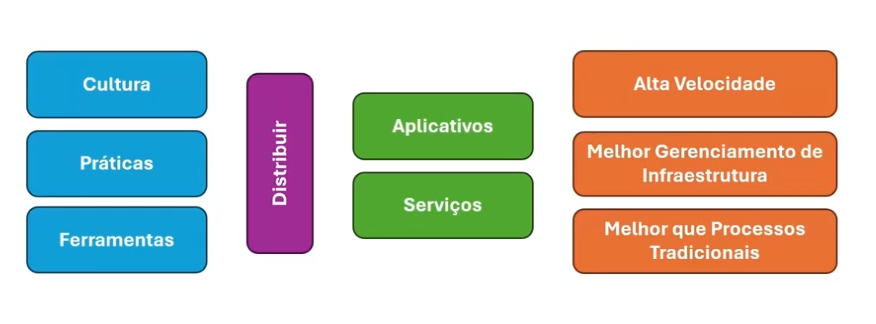 Cultura
Práticas
Ferramentas
Distribuir
Aplicativos
Serviços
Alta Velocidade
Melhor Gerenciamento de
Infraestrutura
Melhor que Processos
Tradicionais